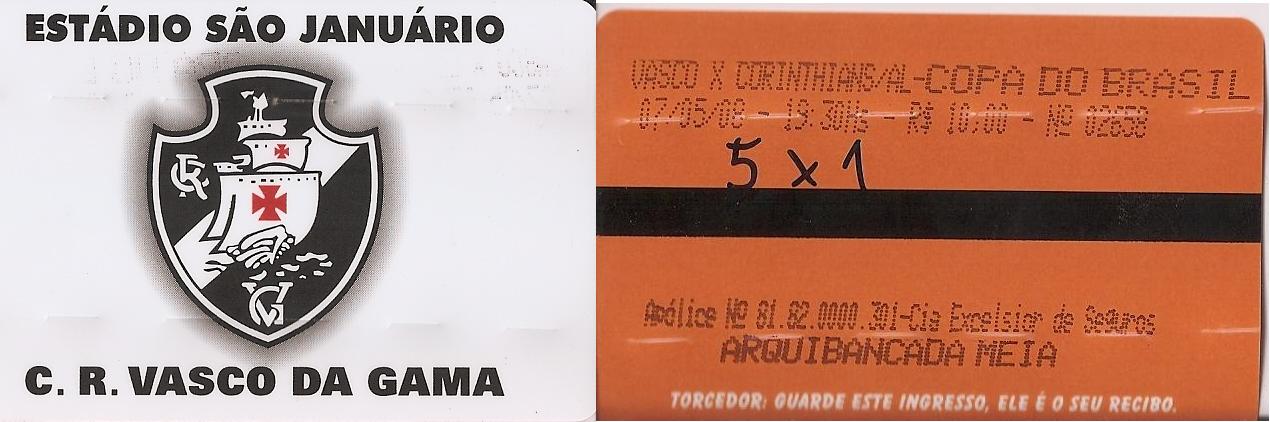 ESTÁDIO SÃO JANUÁRIO
C. R. VASCO DA GAMA
VASCO X CORINTHIANS/AL-COPA DO BRASIL
07/05/08 - 19:30Hs - R$ 10,00 - Nº 02658
5 x 1
Apólice Nº 81.82.0000.301-Cia Excelsior de Seguros
ARQUIBANCADA MEIA
TORCEDOR: GUARDE ESTE INGRESSO, ELE É O SEU RECIBO.